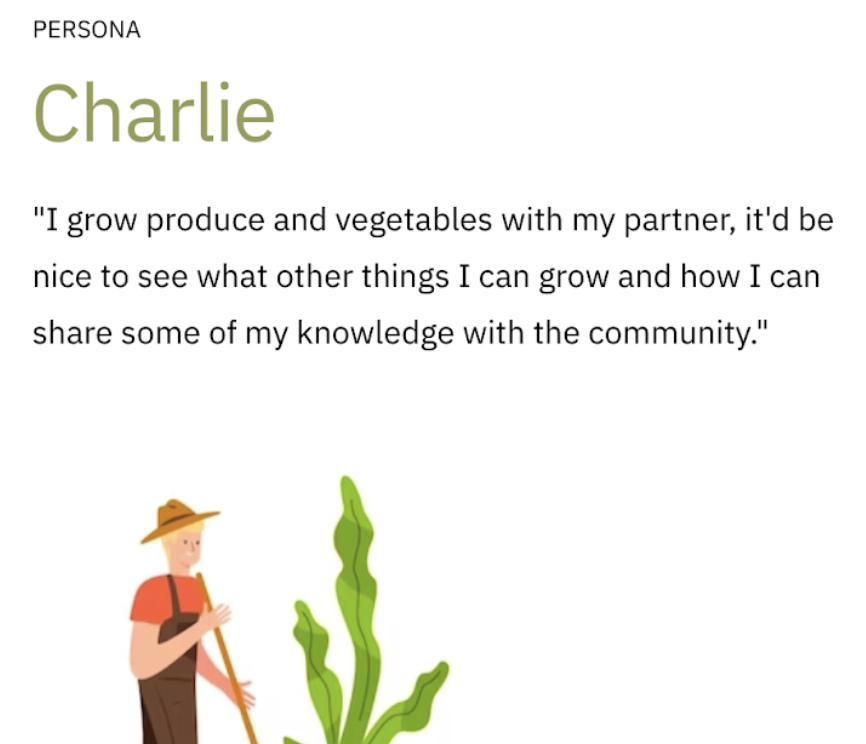 PERSONA
Charlie
"I grow produce and vegetables with my partner, it'd be
nice to see what other things I can grow and how I can
share some of my knowledge with the community."